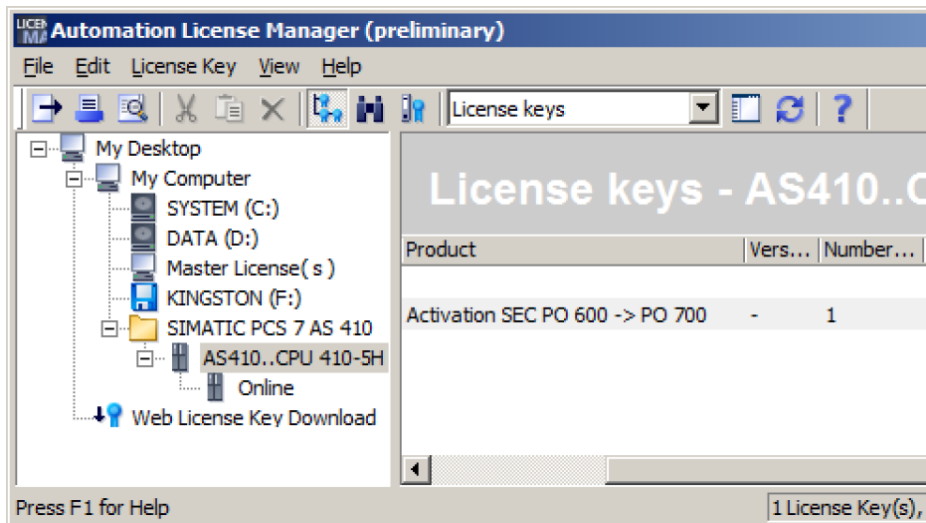 Automation License Manager (preliminary)
File Edit License Key View Help
License keys
My Desktop
My Computer
SYSTEM (C:)
DATA (D:)
Master License( s )
KINGSTON (F:)
SIMATIC PCS 7 AS 410
AS410..CPU 410-5H
Online
Web License Key Download
License keys - AS410..C
Product Vers... Number...
Activation SEC PO 600 -> PO 700 - 1
Press F1 for Help
1 License Key(s),